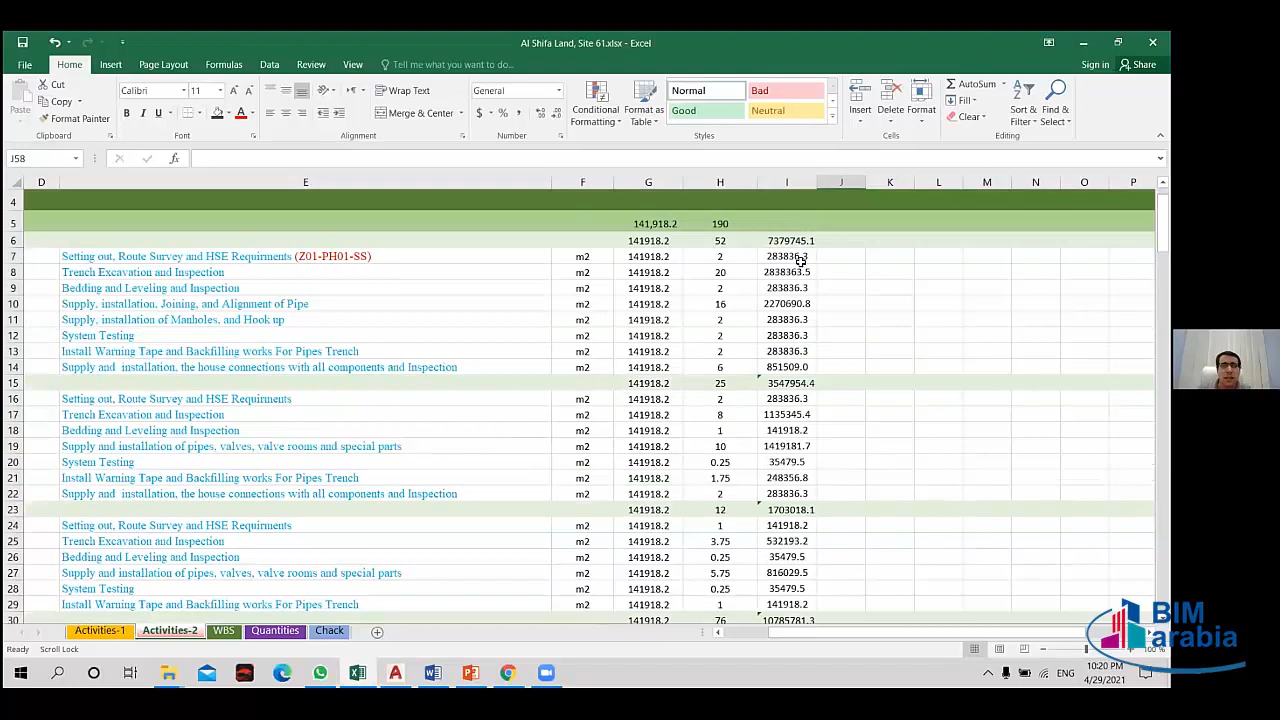 Al Shifa Land, Site 61.xlsx - Excel
File Home Insert Page Layout Formulas Data Review View Tell me what you want to do... Sign in Share
Cut Calibri 11 Wrap Text General Normal Bad AutoSum
Paste Copy Conditional Formatting Format as Table Good Neutral Insert Delete Format Fill Sort & Filter Find & Select
Format Painter B I U Merge & Center $ % Clear
Clipboard Font Alignment Number Styles Cells Editing
J58 fx
D E F G H I J K L M N O P
4
5 141,918.2 190
6 141918.2 52 7379745.1
7 Setting out, Route Survey and HSE Requirments (Z01-PH01-SS) m2 141918.2 2 283836.3
8 Trench Excavation and Inspection m2 141918.2 20 2838363.5
9 Bedding and Leveling and Inspection m2 141918.2 2 283836.3
10 Supply, installation, Joining, and Alignment of Pipe m2 141918.2 16 2270690.8
11 Supply, installation of Manholes, and Hook up m2 141918.2 2 283836.3
12 System Testing m2 141918.2 2 283836.3
13 Install Warning Tape and Backfilling works For Pipes Trench m2 141918.2 2 283836.3
14 Supply and installation, the house connections with all components and Inspection m2 141918.2 6 851509.0
15 141918.2 25 3547954.4
16 Setting out, Route Survey and HSE Requirments m2 141918.2 2 283836.3
17 Trench Excavation and Inspection m2 141918.2 8 1135345.4
18 Bedding and Leveling and Inspection m2 141918.2 1 141918.2
19 Supply and installation of pipes, valves, valve rooms and special parts m2 141918.2 10 1419181.7
20 System Testing m2 141918.2 0.25 35479.5
21 Install Warning Tape and Backfilling works For Pipes Trench m2 141918.2 1.75 248356.8
22 Supply and installation, the house connections with all components and Inspection m2 141918.2 2 283836.3
23 141918.2 12 1703018.1
24 Setting out, Route Survey and HSE Requirments m2 141918.2 1 141918.2
25 Trench Excavation and Inspection m2 141918.2 3.75 532193.2
26 Bedding and Leveling and Inspection m2 141918.2 0.25 35479.5
27 Supply and installation of pipes, valves, valve rooms and special parts m2 141918.2 5.75 816029.5
28 System Testing m2 141918.2 0.25 35479.5
29 Install Warning Tape and Backfilling works For Pipes Trench m2 141918.2 1 141918.2
30 141918.2 76 10785781.3
Activities-1 Activities-2 WBS Quantities Chack
Ready Scroll Lock 100 %
BIM
arabia
ENG 10:20 PM
4/29/2021